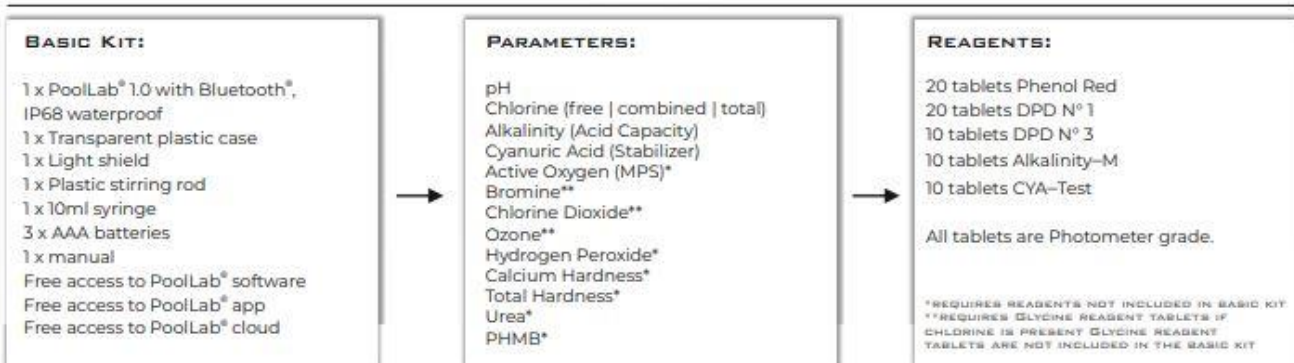 BASIC KIT:
1 x PoolLab® 1.0 with Bluetooth®,
IP68 waterproof
1 x Transparent plastic case
1 x Light shield
1 x Plastic stirring rod
1 x 10ml syringe
3 x AAA batteries
1 x manual
Free access to PoolLab® software
Free access to PoolLab® app
Free access to PoolLab® cloud
PARAMETERS:
pH
Chlorine (free | combined | total)
Alkalinity (Acid Capacity)
Cyanuric Acid (Stabilizer)
Active Oxygen (MPS)*
Bromine**
Chlorine Dioxide**
Ozone**
Hydrogen Peroxide*
Calcium Hardness*
Total Hardness*
Urea*
PHMB*
REAGENTS:
20 tablets Phenol Red
20 tablets DPD N° 1
10 tablets DPD N° 3
10 tablets Alkalinity–M
10 tablets CYA–Test
All tablets are Photometer grade.
*REQUIRES REAGENTS NOT INCLUDED IN BASIC KIT
**REQUIRES GLYCINE REAGENT TABLETS IF
CHLORINE IS PRESENT GLYCINE REAGENT
TABLETS ARE NOT INCLUDED IN THE BASIC KIT